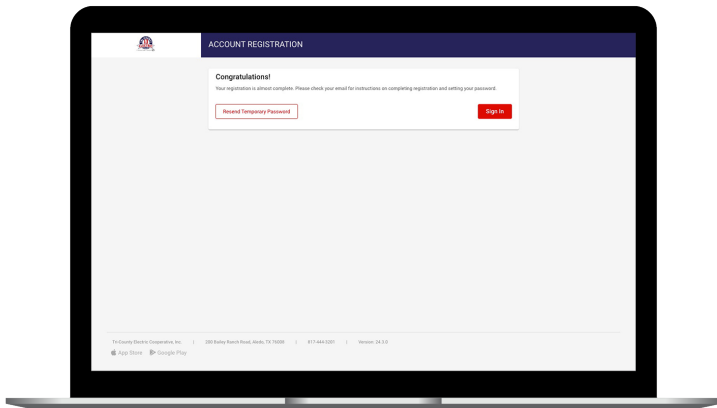 ACCOUNT REGISTRATION
Congratulations!
Your registration is almost complete. Please check your email for instructions on completing registration and setting your password.
Resend Temporary Password
Sign In
Tri-County Electric Cooperative, Inc. | 200 Bailey Ranch Road, Aledo, TX 76008 | 817-444-3201 | Version: 24.3.0
App Store Google Play